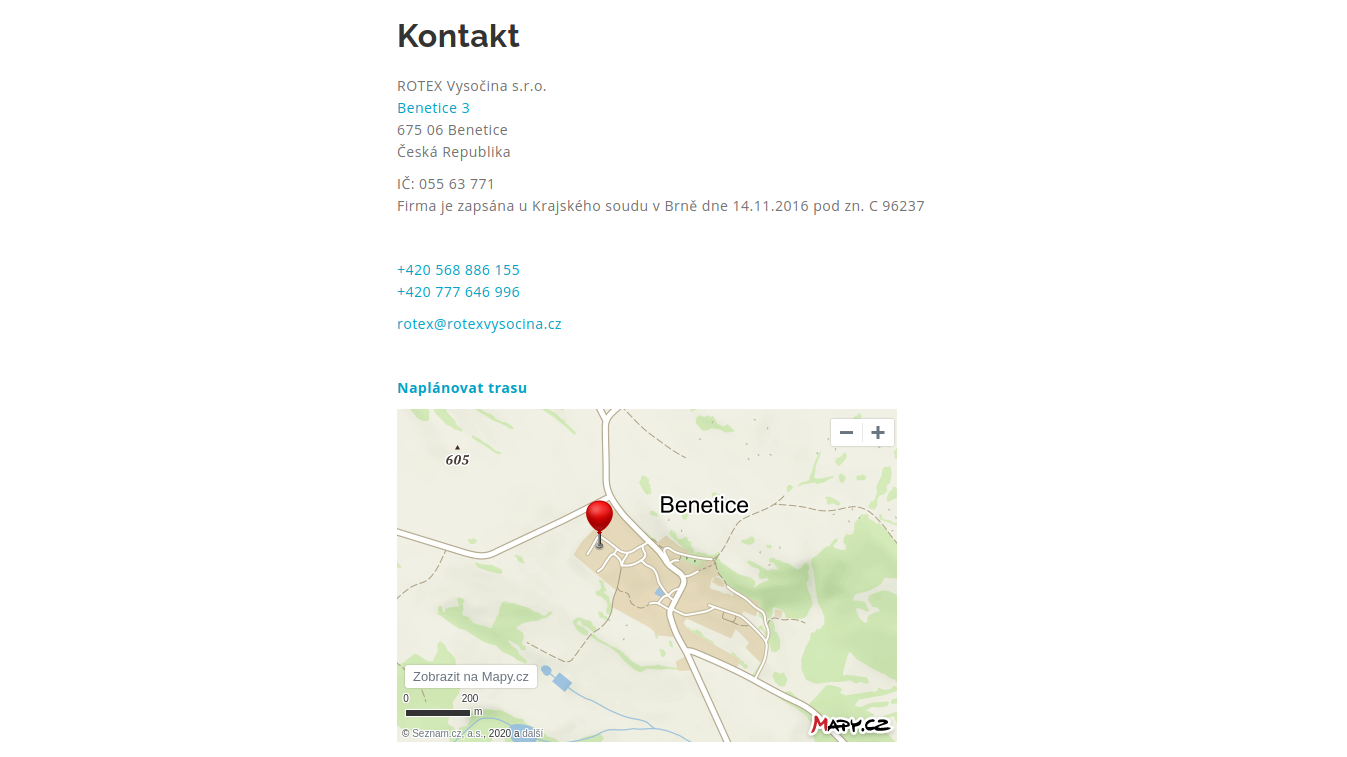 Kontakt
ROTEX Vysočina s.r.o.
Benetice 3
675 06 Benetice
Česká Republika
IČ: 055 63 771
Firma je zapsána u Krajského soudu v Brně dne 14.11.2016 pod zn. C 96237
+420 568 886 155
+420 777 646 996
rotex@rotexvysocina.cz
Naplánovat trasu
605
Benetice
Zobrazit na Mapy.cz
0 200
m
© Seznam.cz, a.s., 2020 a další
MAPY.CZ